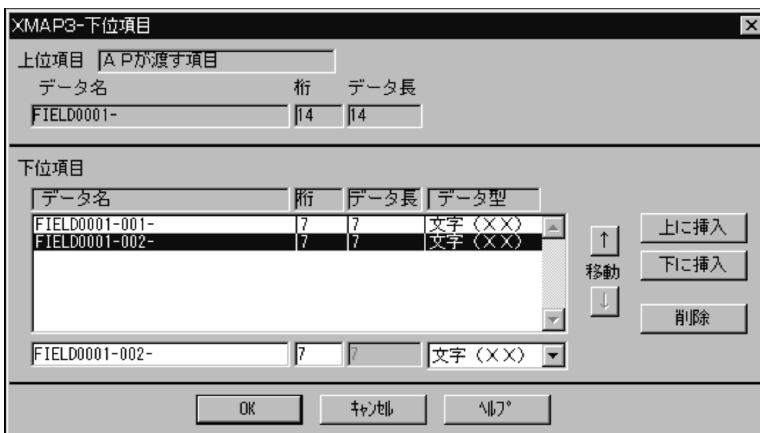 XMAP3-下位項目
上位項目 ＡＰが渡す項目
データ名 桁 データ長
FIELD0001- 14 14
下位項目
データ名 桁 データ長 データ型
FIELD0001-001- 7 7 文字（ＸＸ）
FIELD0001-002- 7 7 文字（ＸＸ）
↑ 上に挿入
移動 下に挿入
↓ 削除
FIELD0001-002- 7 7 文字（ＸＸ）
OK ｷｬﾝｾﾙ ﾍﾙﾌﾟ